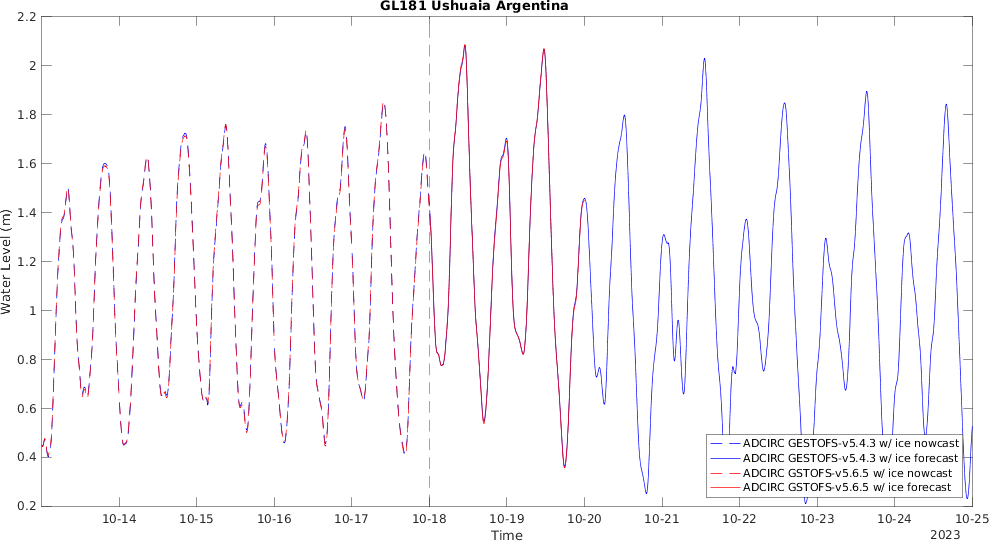 GL181 Ushuaia Argentina
2.2
2
1.8
1.6
1.4
1.2
1
0.8
0.6
0.4
0.2
Water Level (m)
ADCIRC GESTOFS-v5.4.3 w/ ice nowcast
ADCIRC GESTOFS-v5.4.3 w/ ice forecast
ADCIRC GSTOFS-v5.6.5 w/ ice nowcast
ADCIRC GSTOFS-v5.6.5 w/ ice forecast
10-14 10-15 10-16 10-17 10-18 10-19 10-20 10-21 10-22 10-23 10-24 10-25
Time
2023